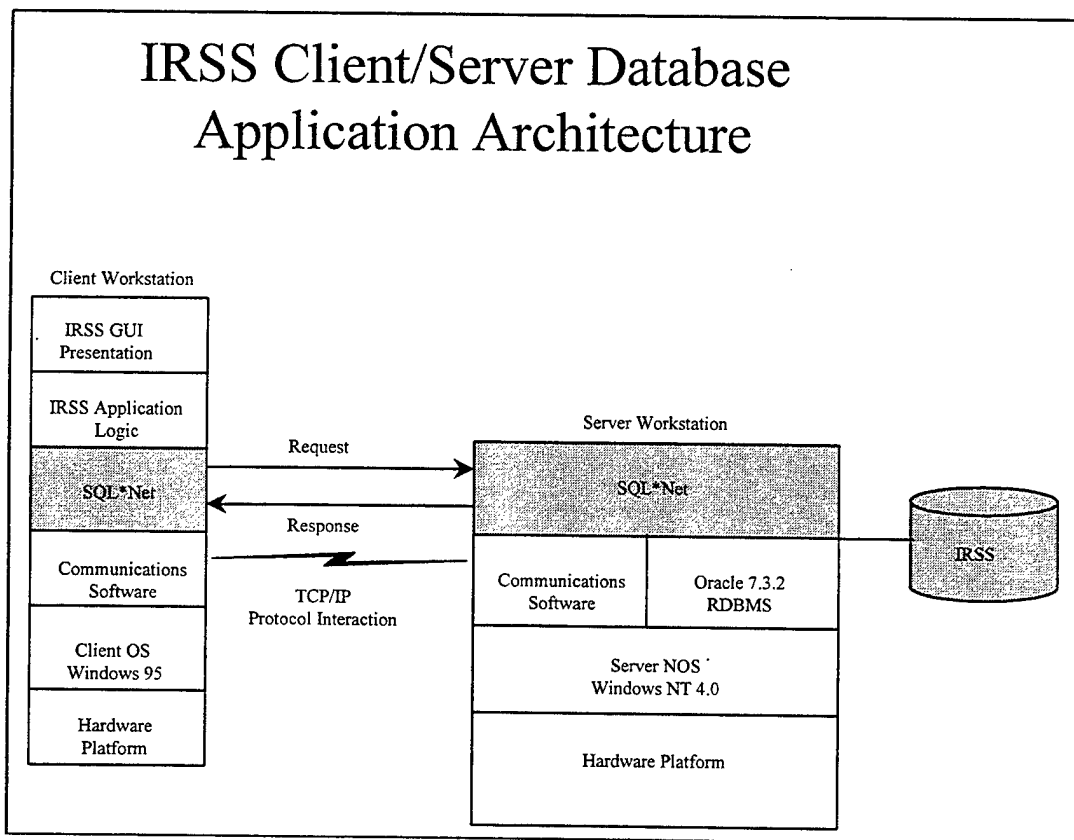 IRSS Client/Server Database
Application Architecture
Client Workstation
IRSS GUI
Presentation
IRSS Application
Logic
SQL*Net
Communications
Software
Client OS
Windows 95
Hardware
Platform
Request
Response
TCP/IP
Protocol Interaction
Server Workstation
SQL*Net
Communications
Software
Oracle 7.3.2
RDBMS
Server NOS
Windows NT 4.0
Hardware Platform
IRSS